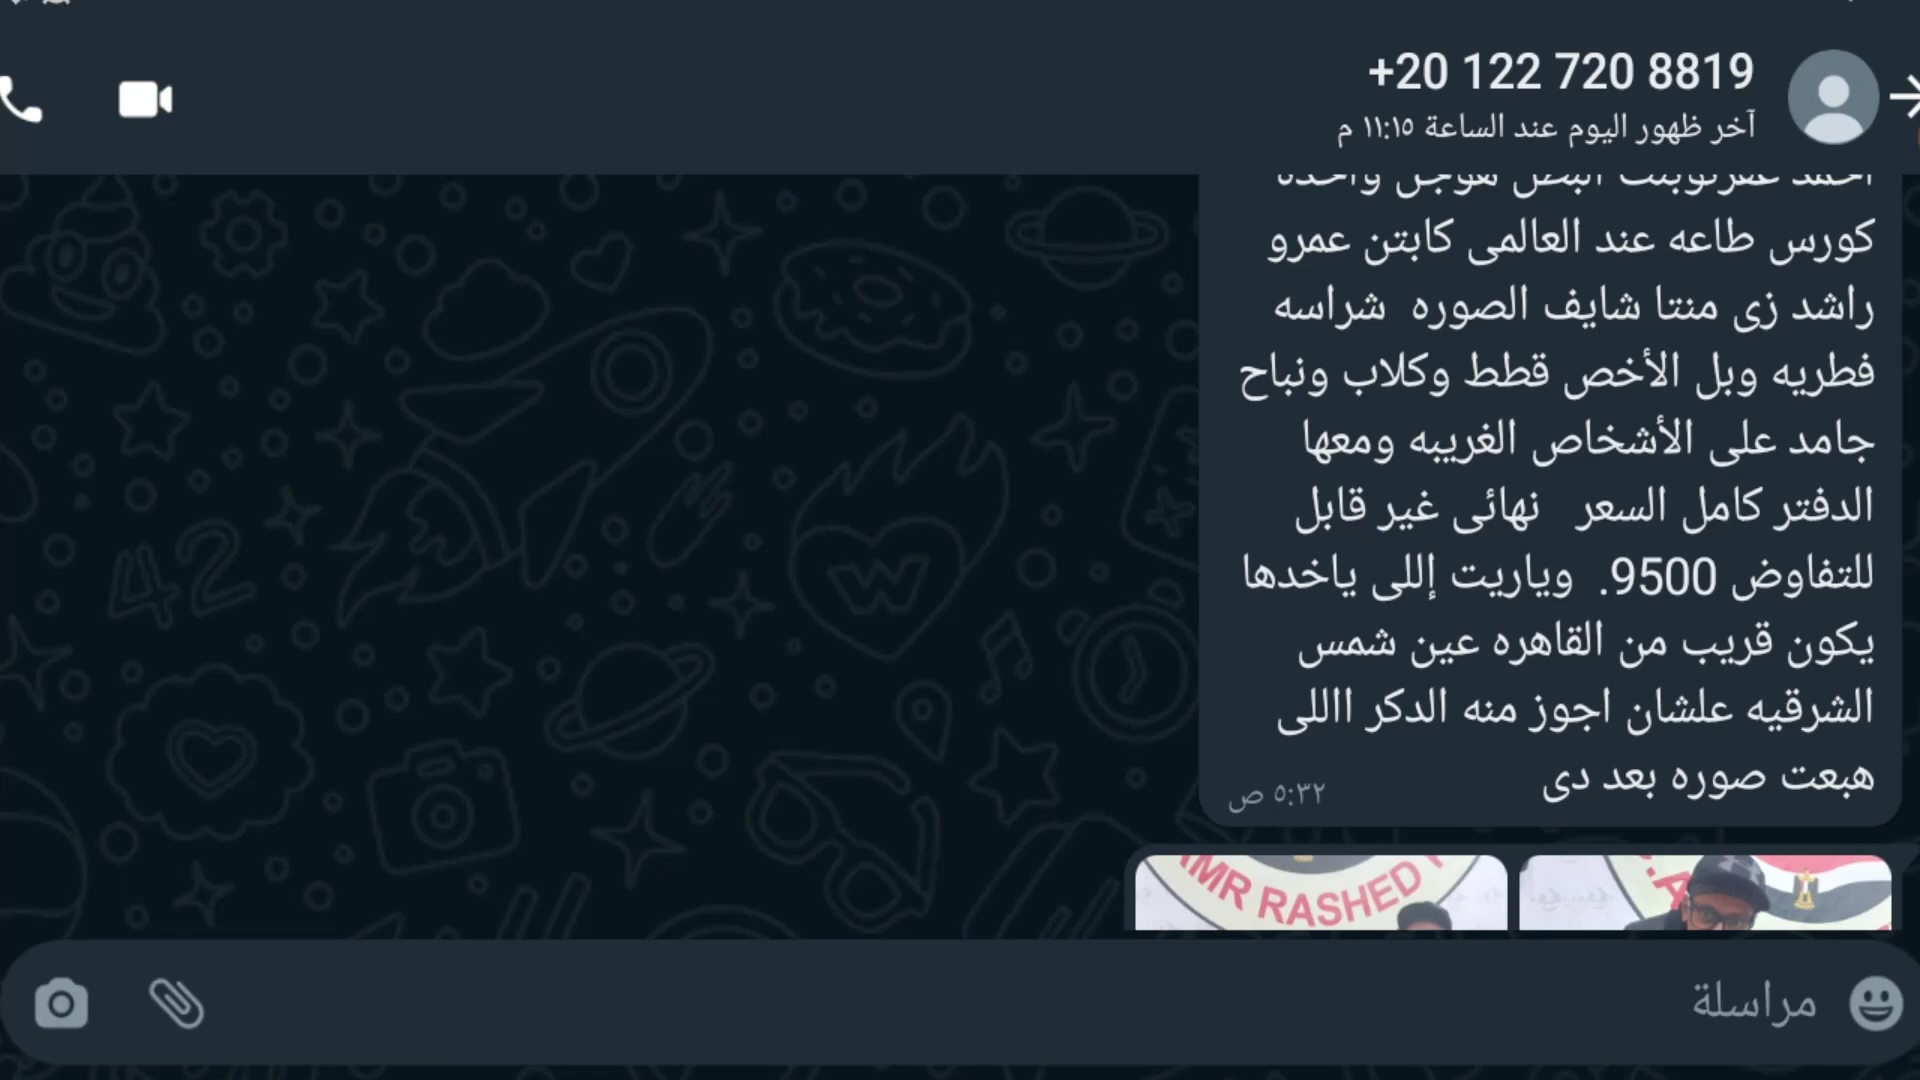 +20 122 720 8819
آخر ظهور اليوم عند الساعة ١١:١٥ م
كورس طاعه عند العالمى كابتن عمرو
راشد زى منتا شايف الصوره شراسه
فطريه وبل الأخص قطط وكلاب ونباح
جامد على الأشخاص الغريبه ومعها
الدفتر كامل السعر نهائى غير قابل
للتفاوض 9500. وياريت إللى ياخدها
يكون قريب من القاهره عين شمس
الشرقيه علشان اجوز منه الدكر االلى
هبعت صوره بعد دى
٥:٣٢ ص
AMR RASHED
مراسلة